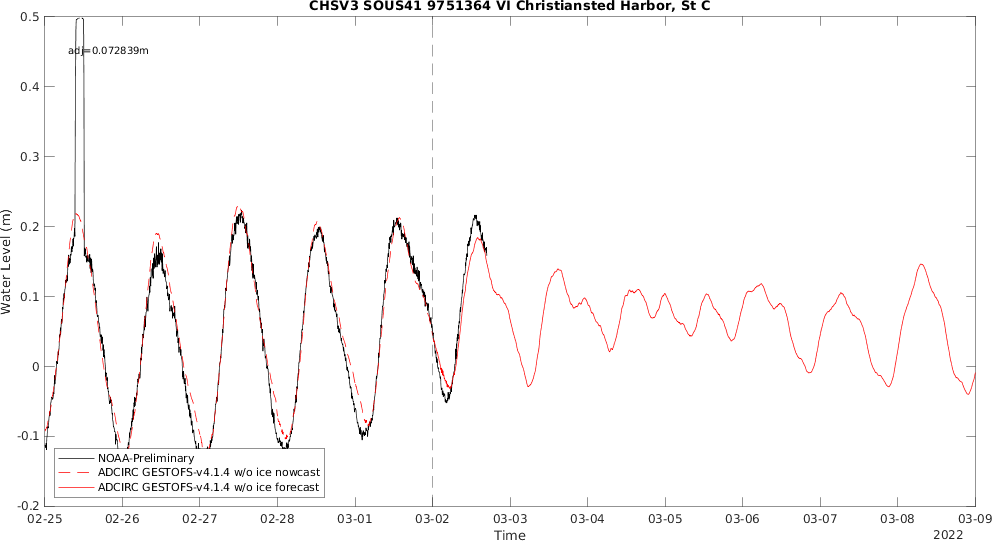 CHSV3 SOUS41 9751364 VI Christiansted Harbor, St C
0.5
adj=0.072839m
0.4
0.3
0.2
0.1
0
-0.1
-0.2
Water Level (m)
NOAA-Preliminary
ADCIRC GESTOFS-v4.1.4 w/o ice nowcast
ADCIRC GESTOFS-v4.1.4 w/o ice forecast
02-25 02-26 02-27 02-28 03-01 03-02 03-03 03-04 03-05 03-06 03-07 03-08 03-09
Time
2022